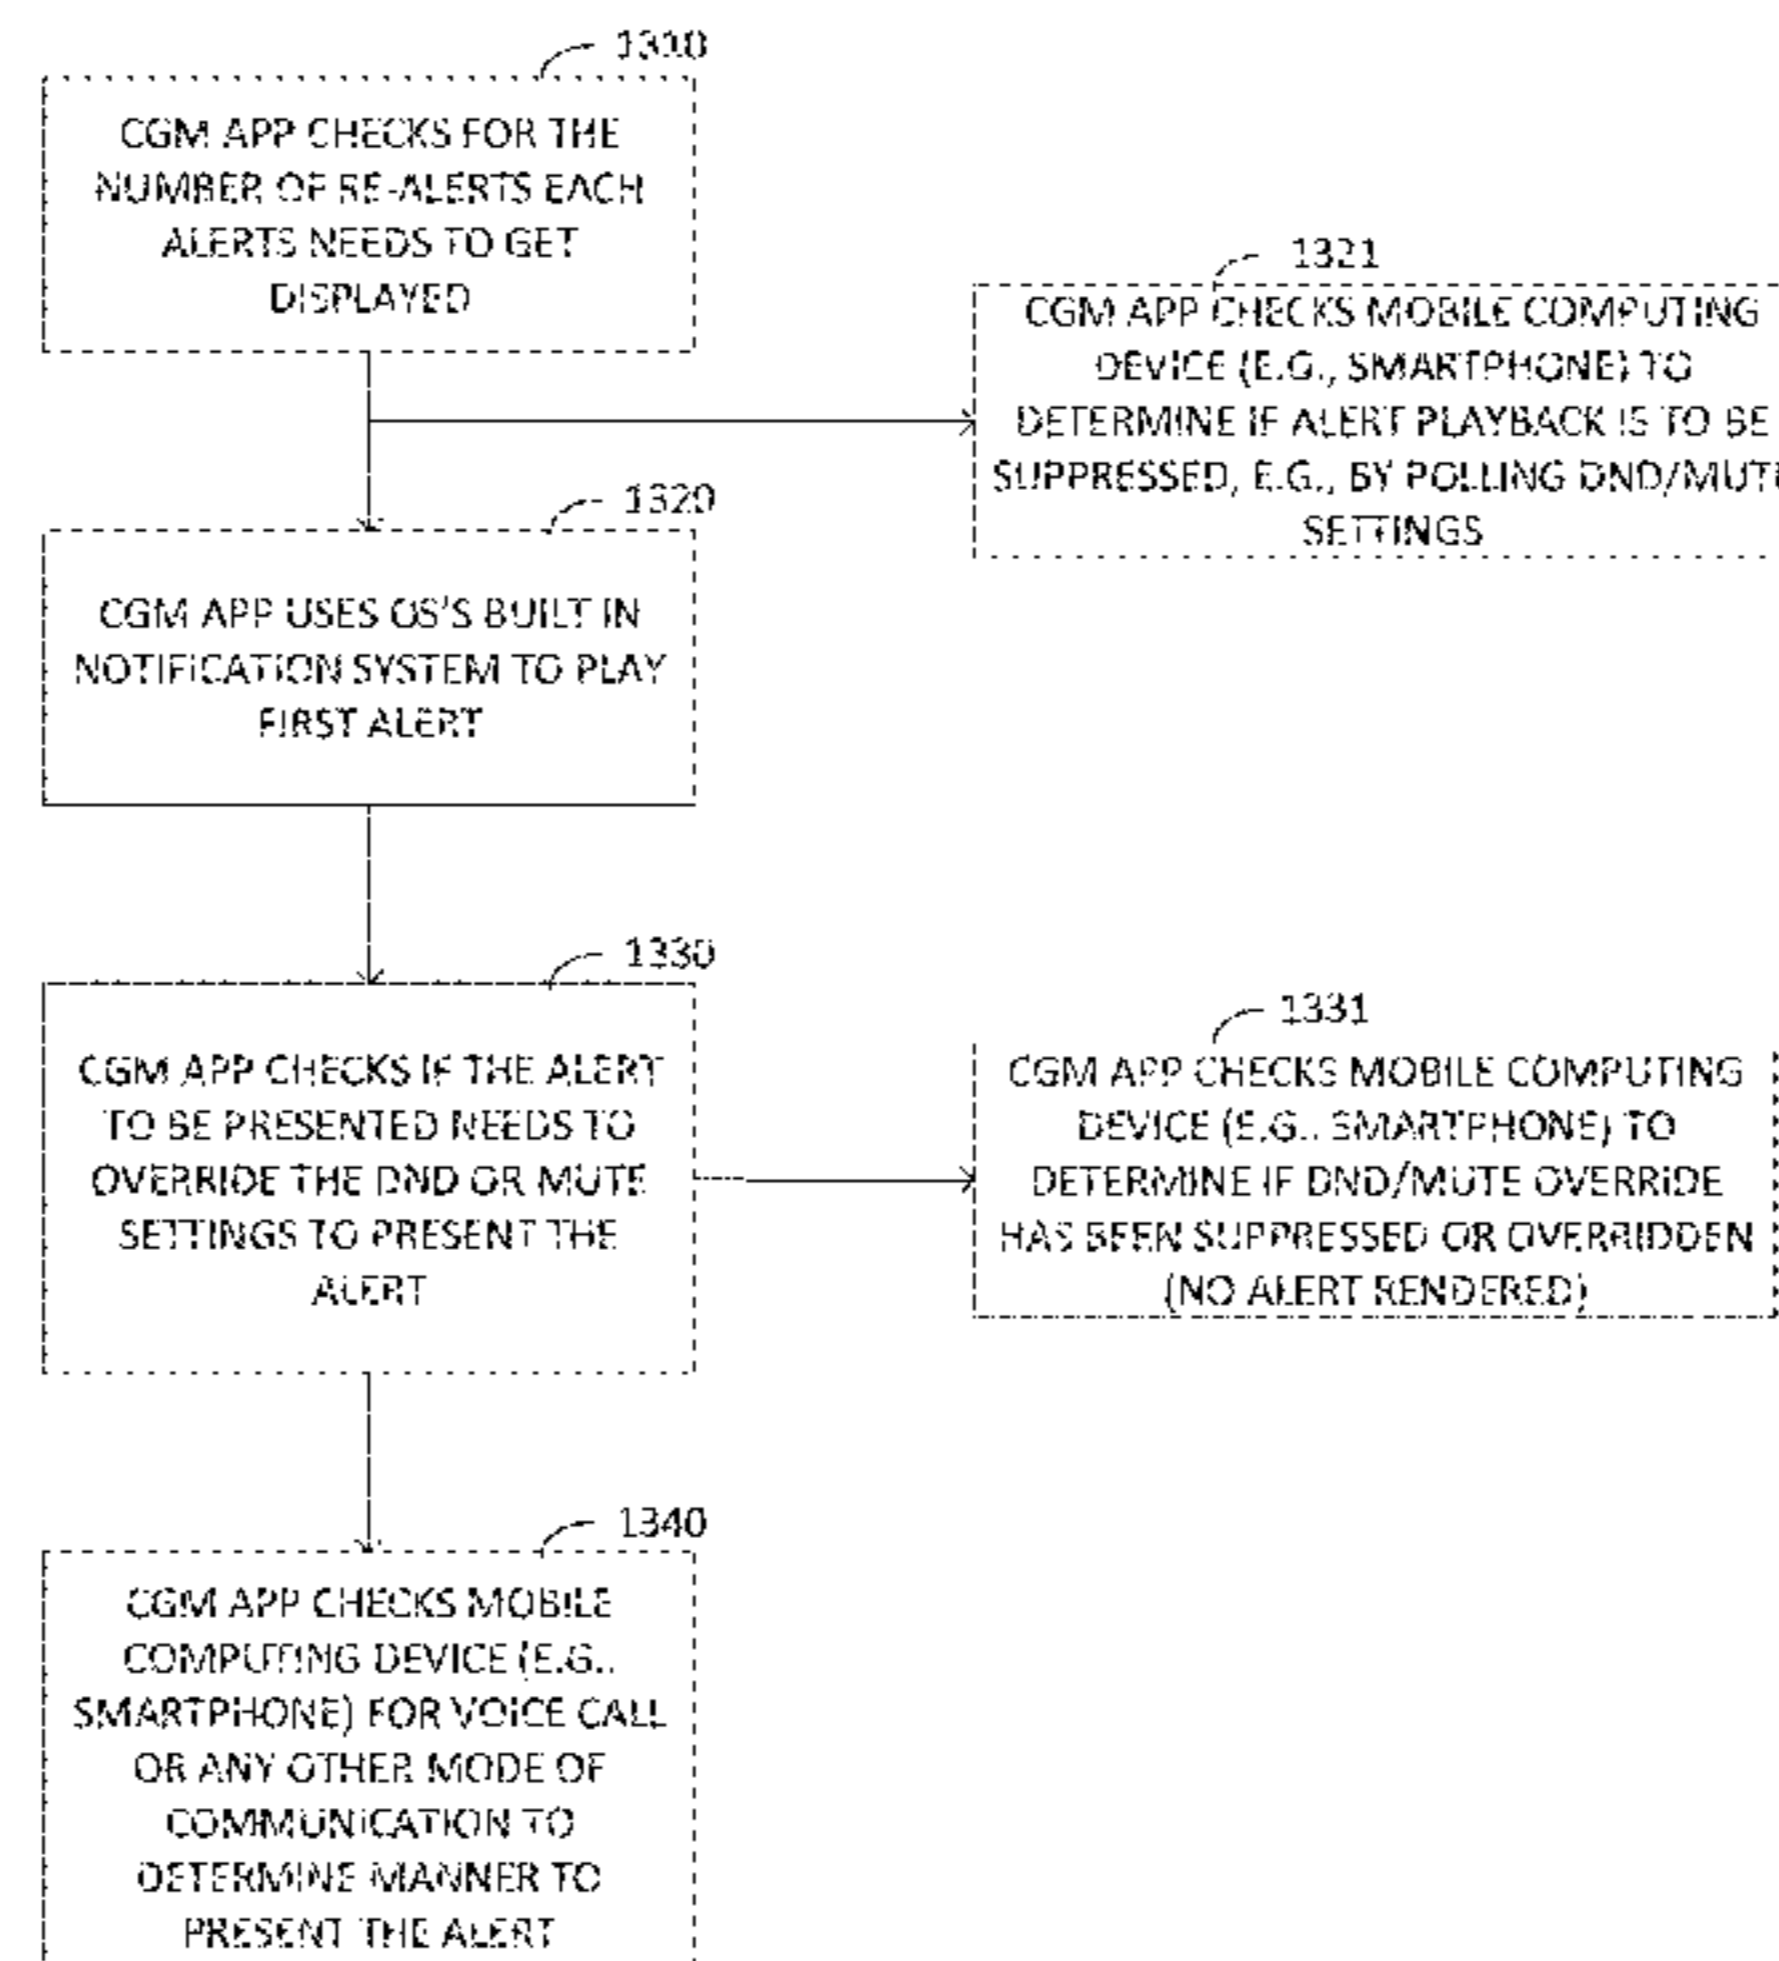 1310
CGM APP CHECKS FOR THE
NUMBER OF RE-ALERTS EACH
ALERTS NEEDS TO GET
DISPLAYED
1321
CGM APP CHECKS MOBILE COMPUTING
DEVICE (E.G., SMARTPHONE) TO
DETERMINE IF ALERT PLAYBACK IS TO BE
SUPPRESSED, E.G., BY POLLING DND/MUTE
SETTINGS
1320
CGM APP USES OS'S BUILT IN
NOTIFICATION SYSTEM TO PLAY
FIRST ALERT
1330
CGM APP CHECKS IF THE ALERT
TO BE PRESENTED NEEDS TO
OVERRIDE THE DND OR MUTE
SETTINGS TO PRESENT THE
ALERT
1331
CGM APP CHECKS MOBILE COMPUTING
DEVICE (E.G., SMARTPHONE) TO
DETERMINE IF DND/MUTE OVERRIDE
HAS BEEN SUPPRESSED OR OVERRIDDEN
(NO ALERT RENDERED)
1340
CGM APP CHECKS MOBILE
COMPUTING DEVICE (E.G.,
SMARTPHONE) FOR VOICE CALL
OR ANY OTHER MODE OF
COMMUNICATION TO
DETERMINE MANNER TO
PRESENT THE ALERT